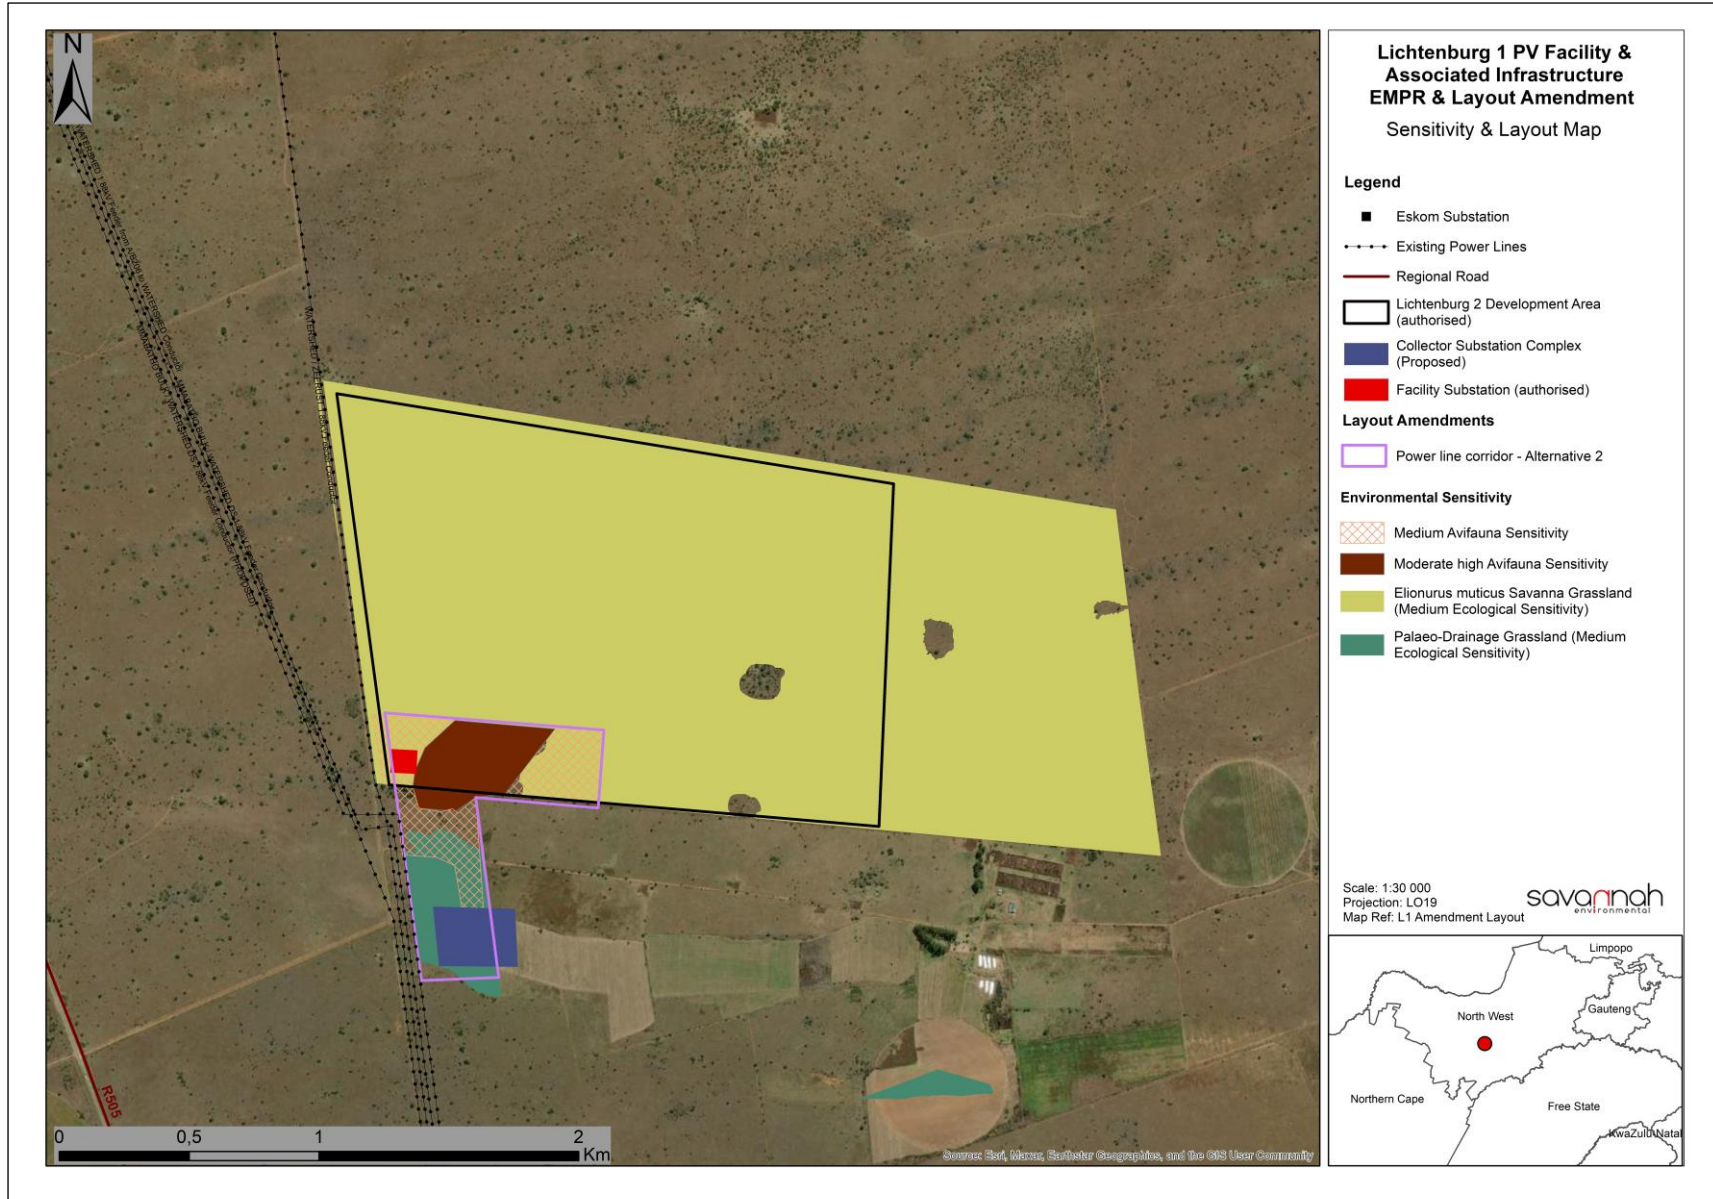 Lichtenburg 1 PV Facility &
Associated Infrastructure
EMPR & Layout Amendment
Sensitivity & Layout Map
Legend
Eskom Substation
Existing Power Lines
Regional Road
Lichtenburg 2 Development Area
(authorised)
Collector Substation Complex
(Proposed)
Facility Substation (authorised)
Layout Amendments
Power line corridor - Alternative 2
Environmental Sensitivity
Medium Avifauna Sensitivity
Moderate high Avifauna Sensitivity
Elionurus muticus Savanna Grassland
(Medium Ecological Sensitivity)
Palaeo-Drainage Grassland (Medium
Ecological Sensitivity)
Scale: 1:30 000
Projection: LO19
Map Ref: L1 Amendment Layout
savannah
environmental
Limpopo
Gauteng
North West
Northern Cape
Free State
KwaZulu-Natal
N
R505
0 0,5 1 2
Km
Source: Esri, Maxar, Earthstar Geographics, and the GIS User Community